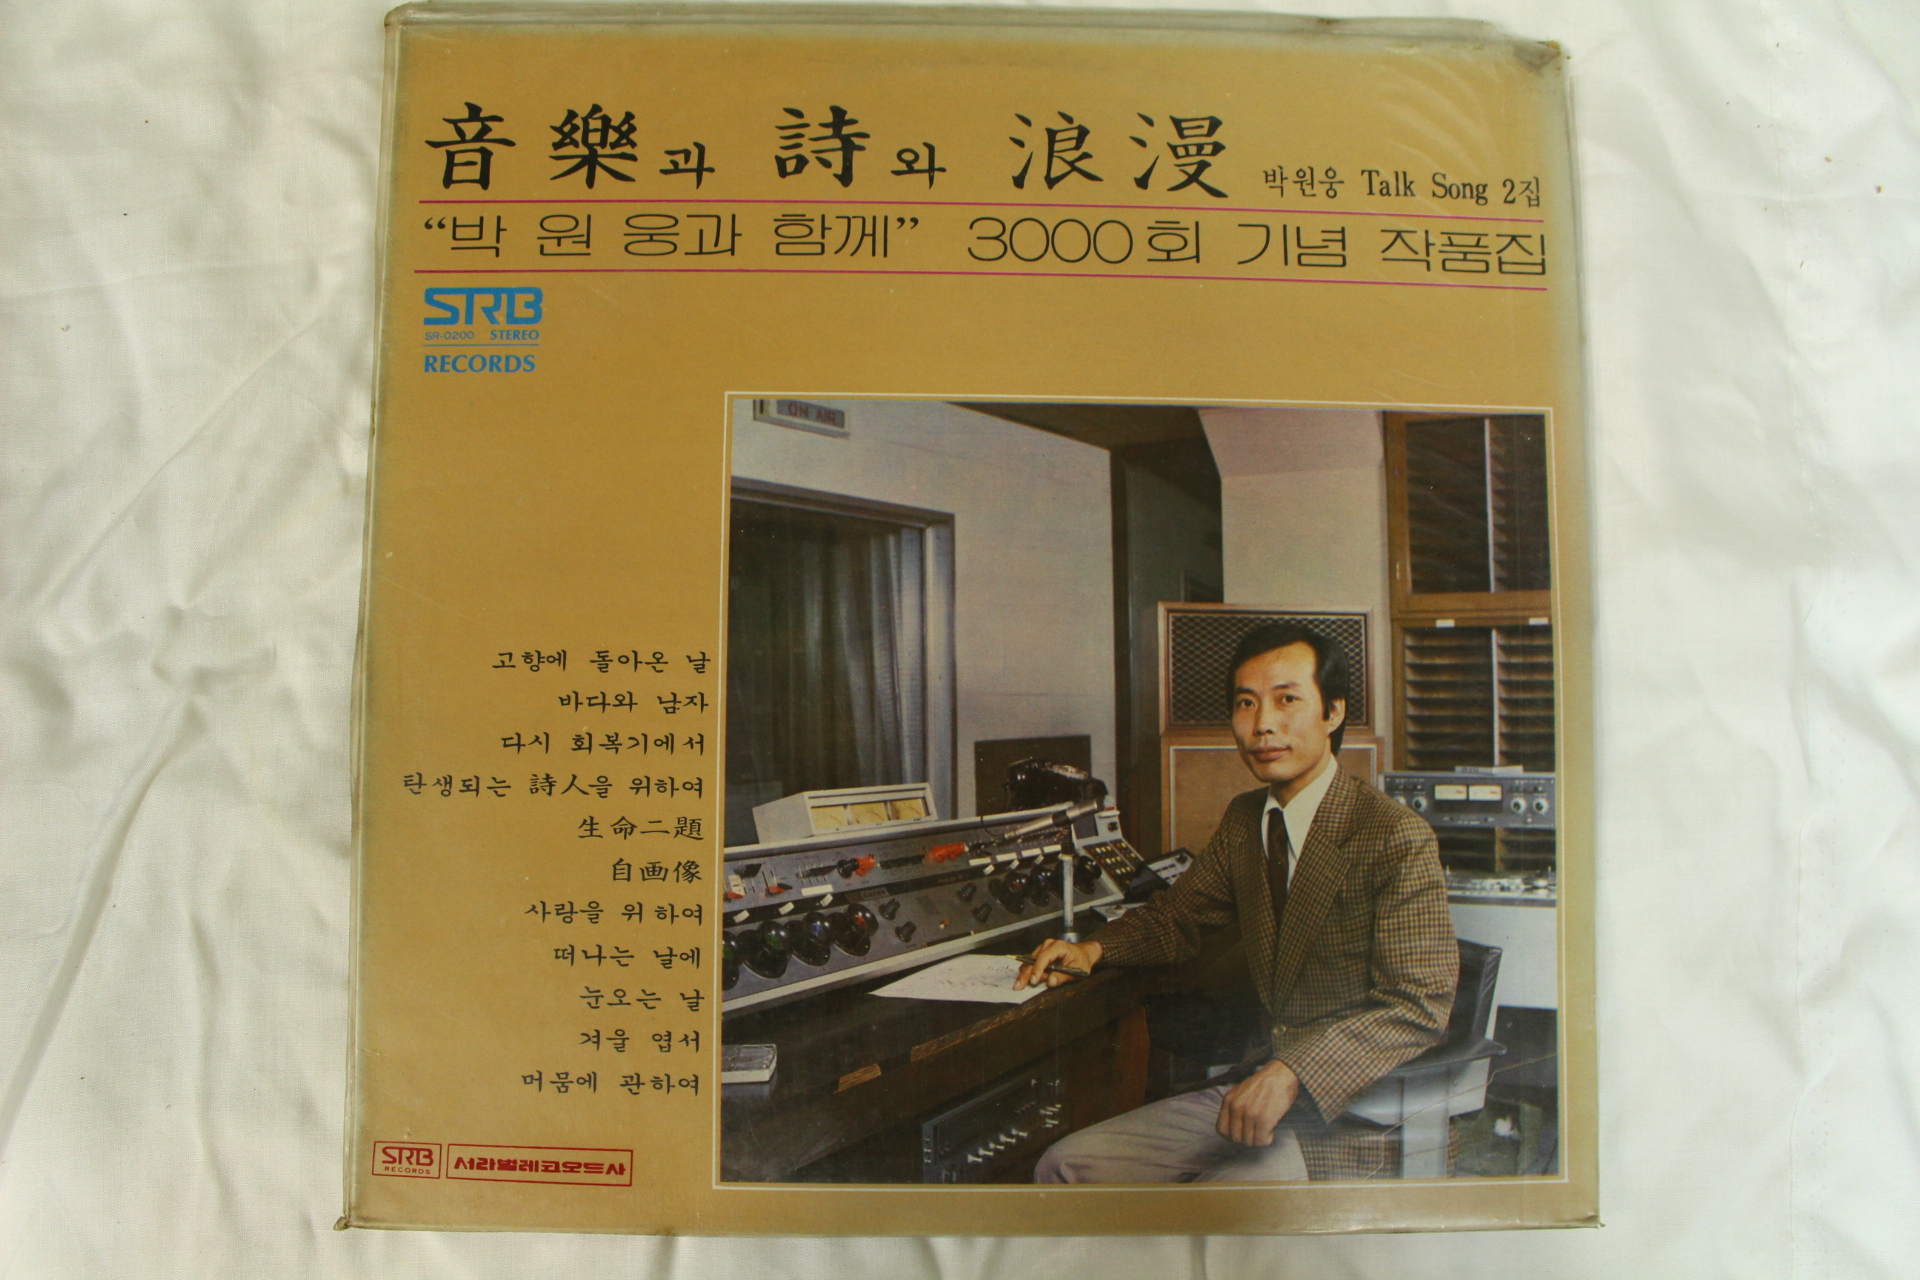 音樂과 詩와 浪漫 박원웅 Talk Song 2집
“박원웅과 함께” 3000회 기념 작품집
SRB
SR-0200 STEREO
RECORDS
ON AIR
고향에 돌아온 날
바다와 남자
다시 회복기에서
탄생되는 詩人을 위하여
生命二題
自画像
사랑을 위하여
떠나는 날에
눈오는 날
겨울 엽서
머뭄에 관하여
SRB RECORDS 서라벌레코오드사